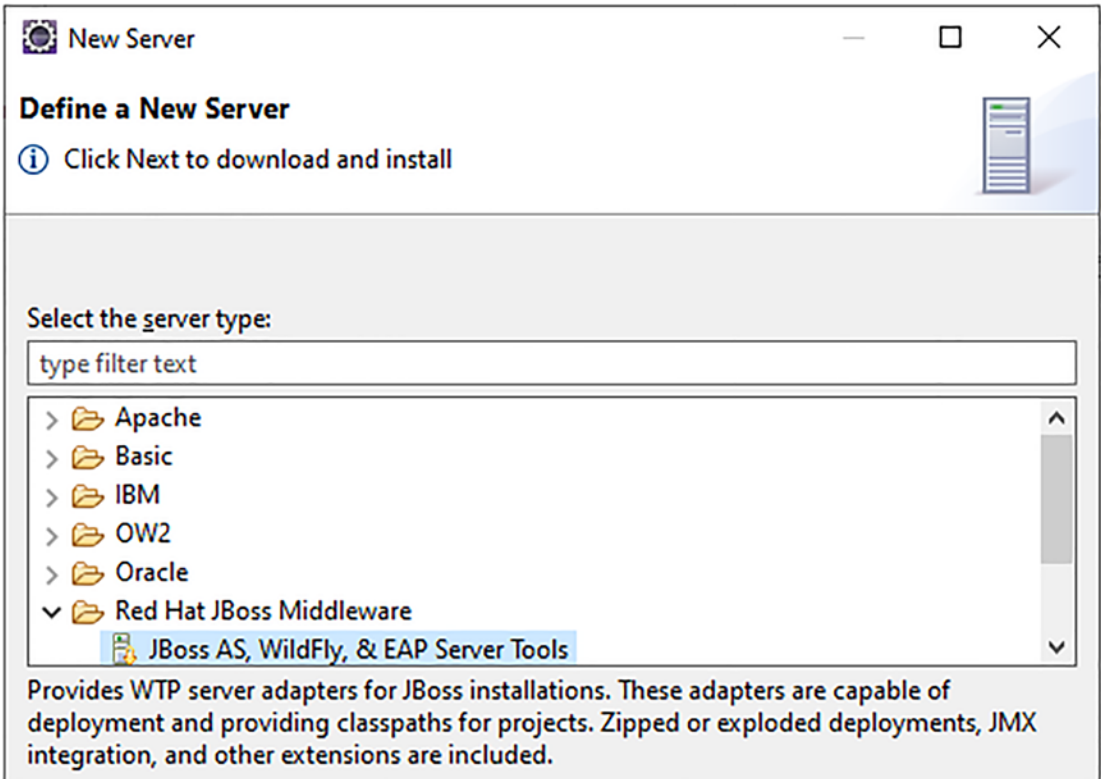 New Server
Define a New Server
Click Next to download and install
Select the server type:
type filter text
Apache
Basic
IBM
OW2
Oracle
Red Hat JBoss Middleware
JBoss AS, WildFly, & EAP Server Tools
Provides WTP server adapters for JBoss installations. These adapters are capable of
deployment and providing classpaths for projects. Zipped or exploded deployments, JMX
integration, and other extensions are included.